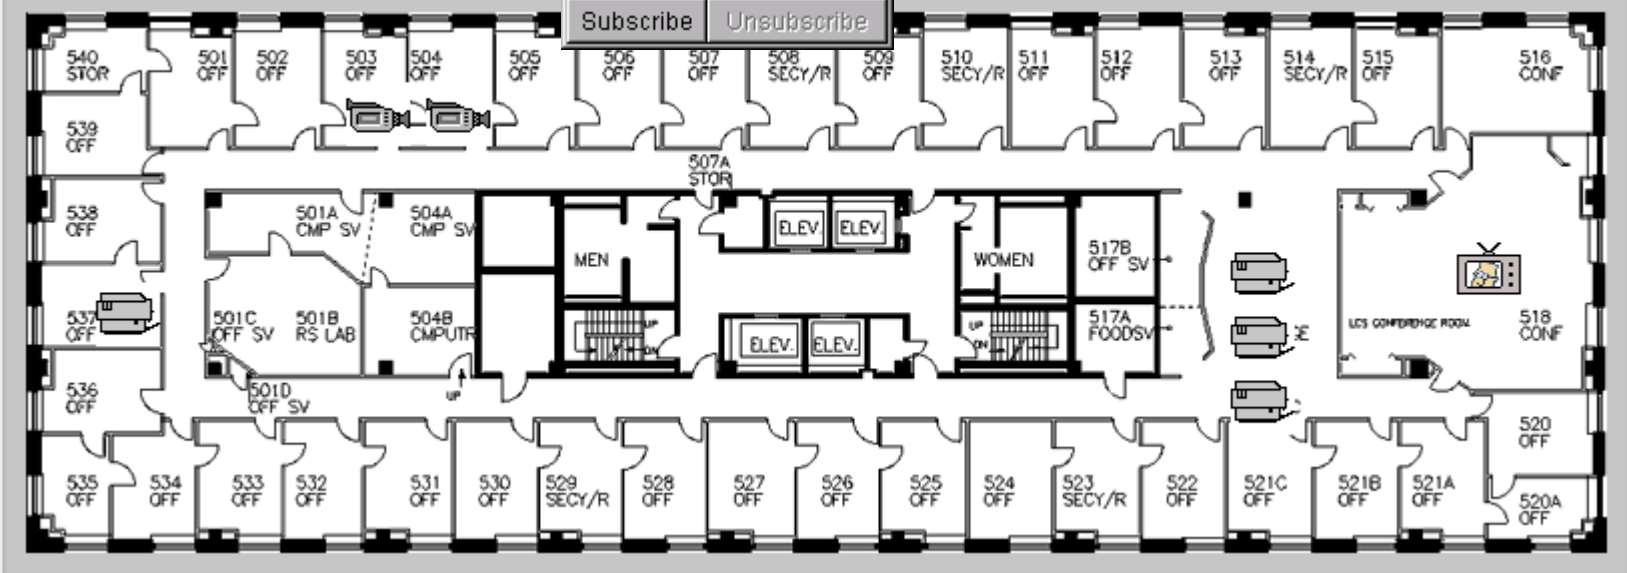 Subscribe Unsubscribe
540
STOR
501
OFF
502
OFF
503
OFF
504
OFF
505
OFF
506
OFF
507
OFF
508
SECY/R
509
OFF
510
SECY/R
511
OFF
512
OFF
513
OFF
514
SECY/R
515
OFF
516
CONF
539
OFF
507A
STOR
538
OFF
501A
CMP SV
504A
CMP SV
MEN
ELEV.
ELEV.
WOMEN
517B
OFF SV
537
OFF
501C
OFF SV
501B
RS LAB
504B
CMPUTR
UP
DN
ELEV.
ELEV.
UP
DN
517A
FOODSV
LCS CONFERENCE ROOM
518
CONF
536
OFF
501D
OFF SV
UP
520
OFF
535
OFF
534
OFF
533
OFF
532
OFF
531
OFF
530
OFF
529
SECY/R
528
OFF
527
OFF
526
OFF
525
OFF
524
OFF
523
SECY/R
522
OFF
521C
OFF
521B
OFF
521A
OFF
520A
OFF